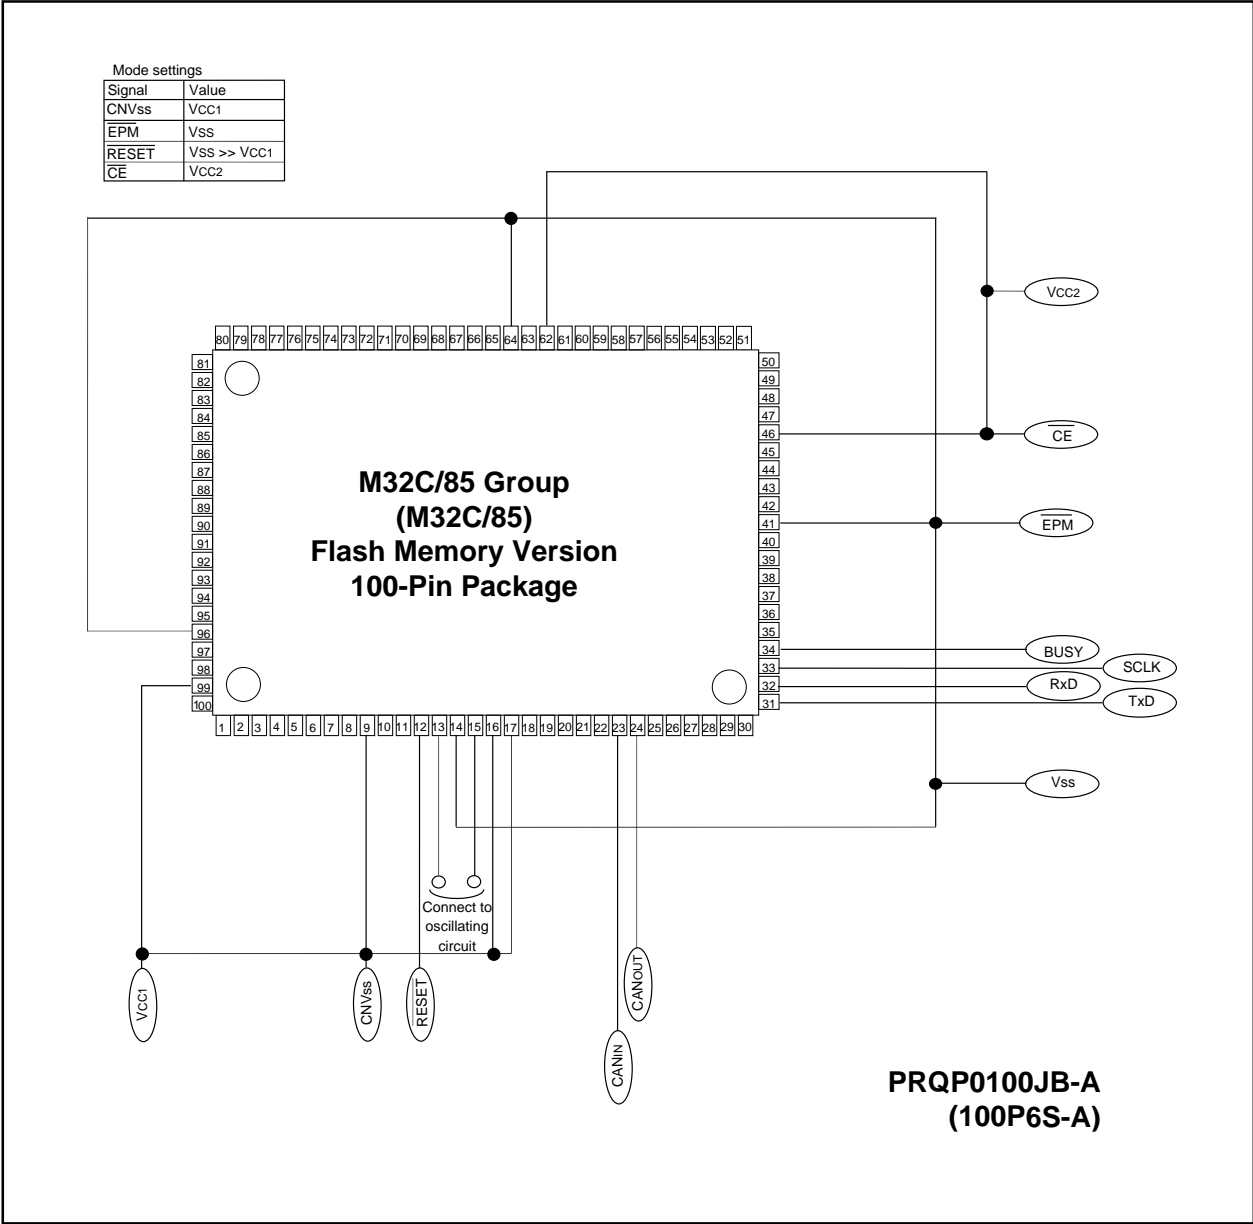 Mode settings
Signal Value
CNVss VCC1
EPM VSS
RESET VSS >> VCC1
CE VCC2
VCC2
80 79 78 77 76 75 74 73 72 71 70 69 68 67 66 65 64 63 62 61 60 59 58 57 56 55 54 53 52 51
81
82
83
84
85
86
87
88
89
90
91
92
93
94
95
96
97
98
99
100
M32C/85 Group
(M32C/85)
Flash Memory Version
100-Pin Package
50
49
48
47
46
45
44
43
42
41
40
39
38
37
36
35
34
33
32
31
CE
EPM
BUSY
SCLK
RxD
TxD
Vss
1 2 3 4 5 6 7 8 9 10 11 12 13 14 15 16 17 18 19 20 21 22 23 24 25 26 27 28 29 30
Connect to
oscillating
circuit
VCC1
CNVss
RESET
CANOUT
CANIN
PRQP0100JB-A
(100P6S-A)